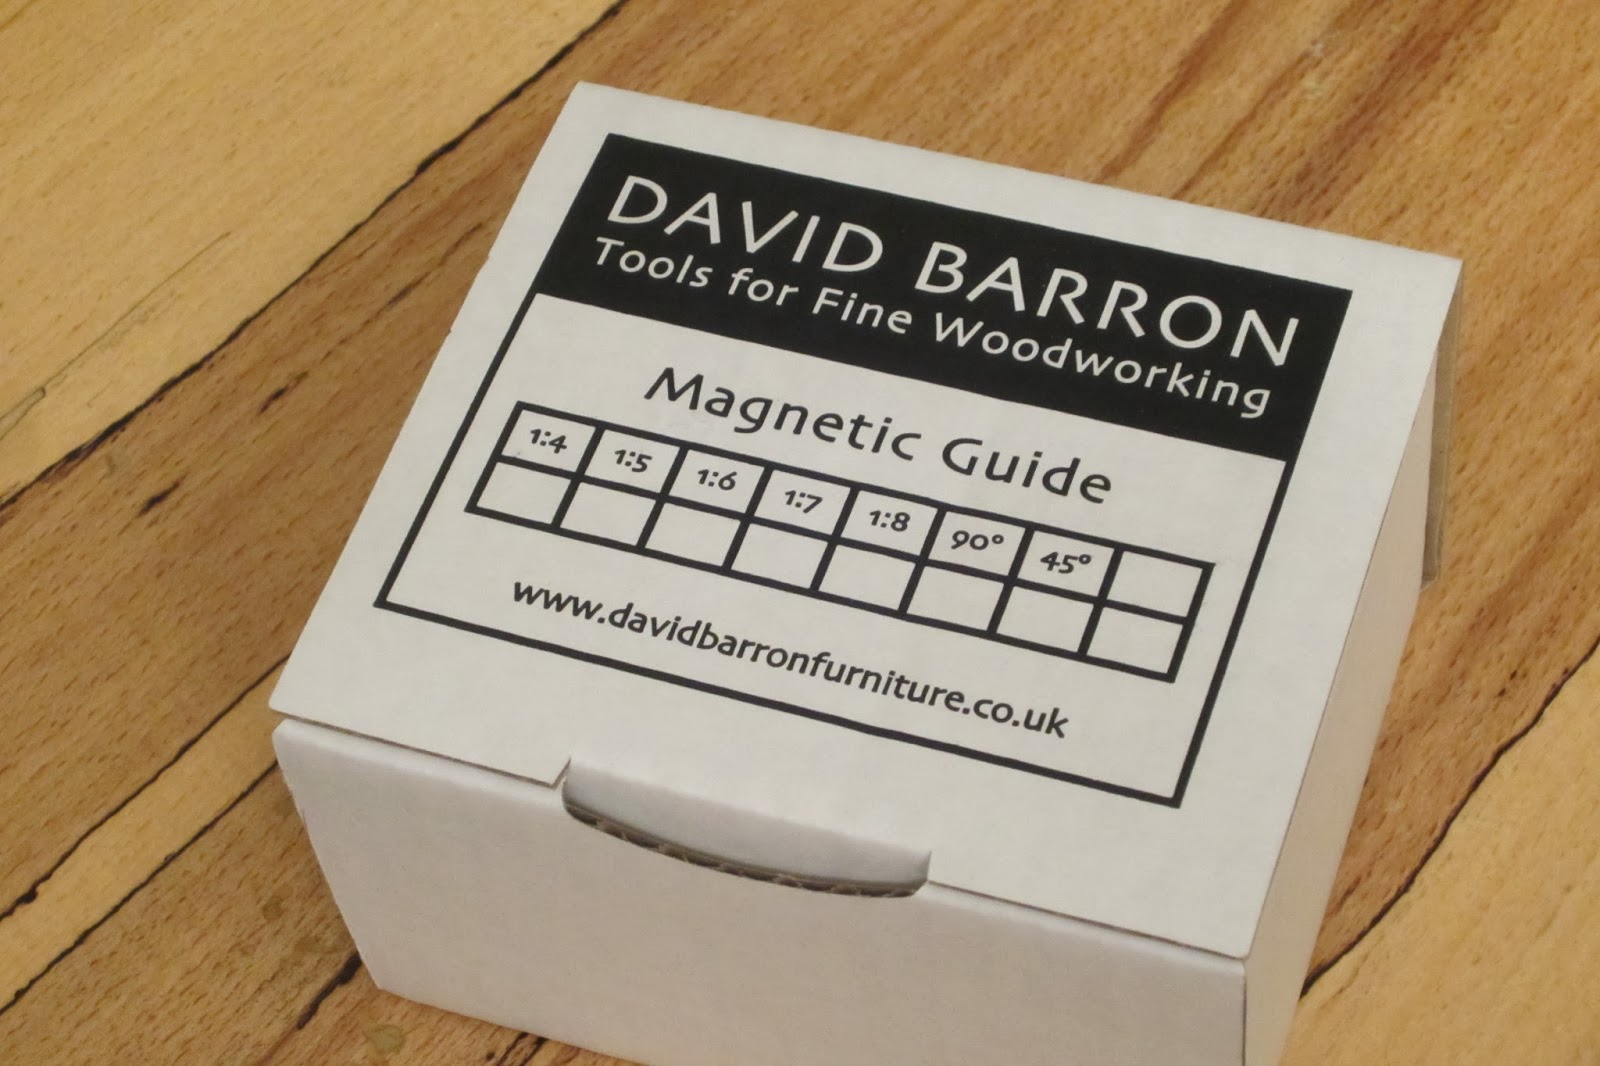 DAVID BARRON
Tools for Fine Woodworking
Magnetic Guide
1:4 1:5 1:6 1:7 1:8 90° 45°
www.davidbarronfurniture.co.uk